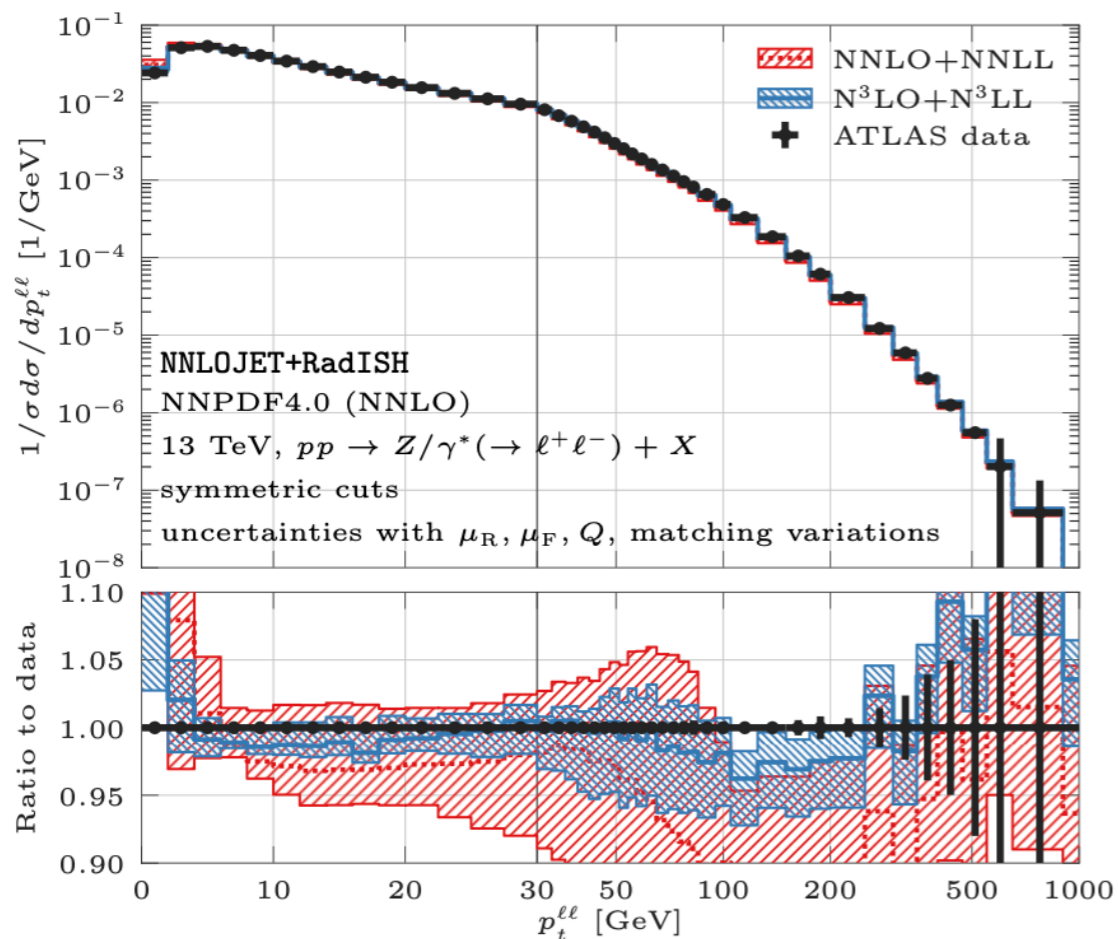 10⁻¹
10⁻²
10⁻³
10⁻⁴
10⁻⁵
10⁻⁶
10⁻⁷
10⁻⁸
1/σ dσ/dp_t^{ℓℓ} [1/GeV]
NNLO+NNLL
N³LO+N³LL
ATLAS data
NNLOJET+RadISH
NNPDF4.0 (NNLO)
13 TeV, pp → Z/γ*(→ ℓ⁺ℓ⁻) + X
symmetric cuts
uncertainties with μ_R, μ_F, Q, matching variations
1.10
1.05
1.00
0.95
0.90
Ratio to data
0 10 20 30 50 100 200 500 1000
p_t^{ℓℓ} [GeV]